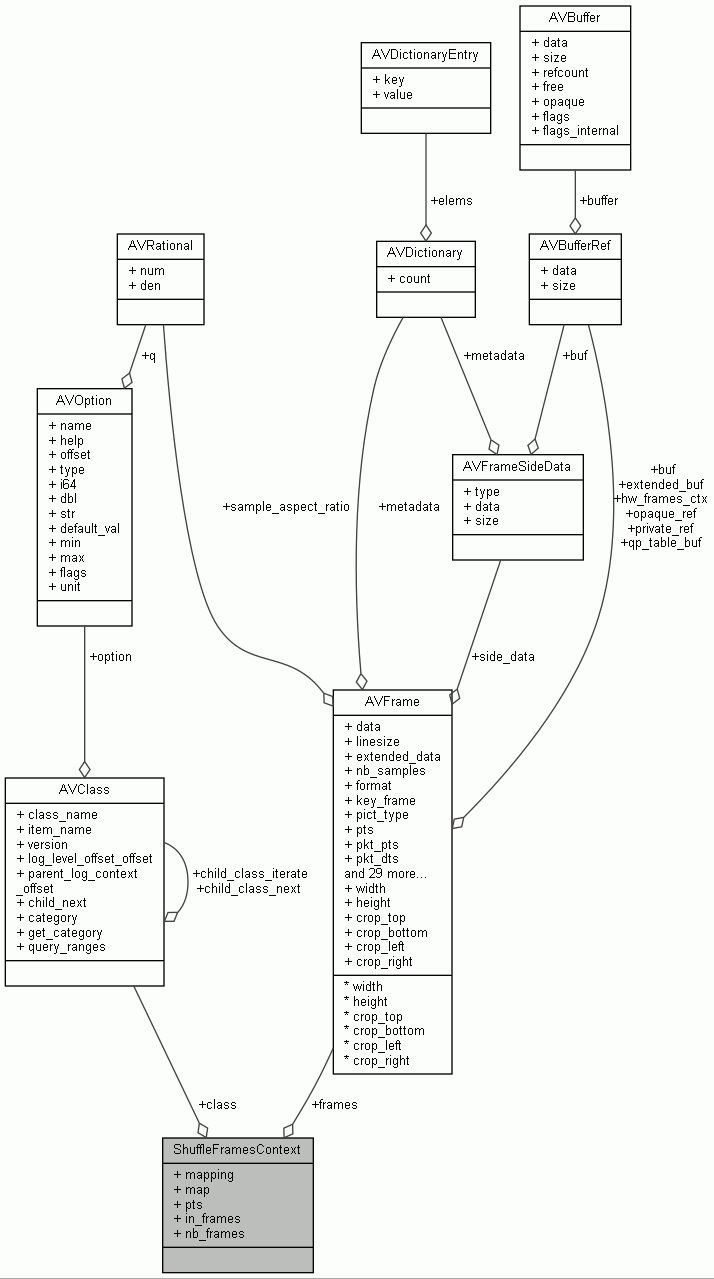 AVBuffer
+ data
+ size
+ refcount
+ free
+ opaque
+ flags
+ flags_internal
AVDictionaryEntry
+ key
+ value
+elems
+buffer
AVRational
+ num
+ den
AVDictionary
+ count
AVBufferRef
+ data
+ size
+q
+metadata
+buf
AVOption
+ name
+ help
+ offset
+ type
+ i64
+ dbl
+ str
+ default_val
+ min
+ max
+ flags
+ unit
AVFrameSideData
+ type
+ data
+ size
+sample_aspect_ratio
+metadata
+buf
+extended_buf
+hw_frames_ctx
+opaque_ref
+private_ref
+qp_table_buf
+option
+side_data
AVFrame
+ data
+ linesize
+ extended_data
+ nb_samples
+ format
+ key_frame
+ pict_type
+ pts
+ pkt_pts
+ pkt_dts
and 29 more...
+ width
+ height
+ crop_top
+ crop_bottom
+ crop_left
+ crop_right
* width
* height
* crop_top
* crop_bottom
* crop_left
* crop_right
AVClass
+ class_name
+ item_name
+ version
+ log_level_offset_offset
+ parent_log_context
_offset
+ child_next
+ category
+ get_category
+ query_ranges
+child_class_iterate
+child_class_next
+class
+frames
ShuffleFramesContext
+ mapping
+ map
+ pts
+ in_frames
+ nb_frames